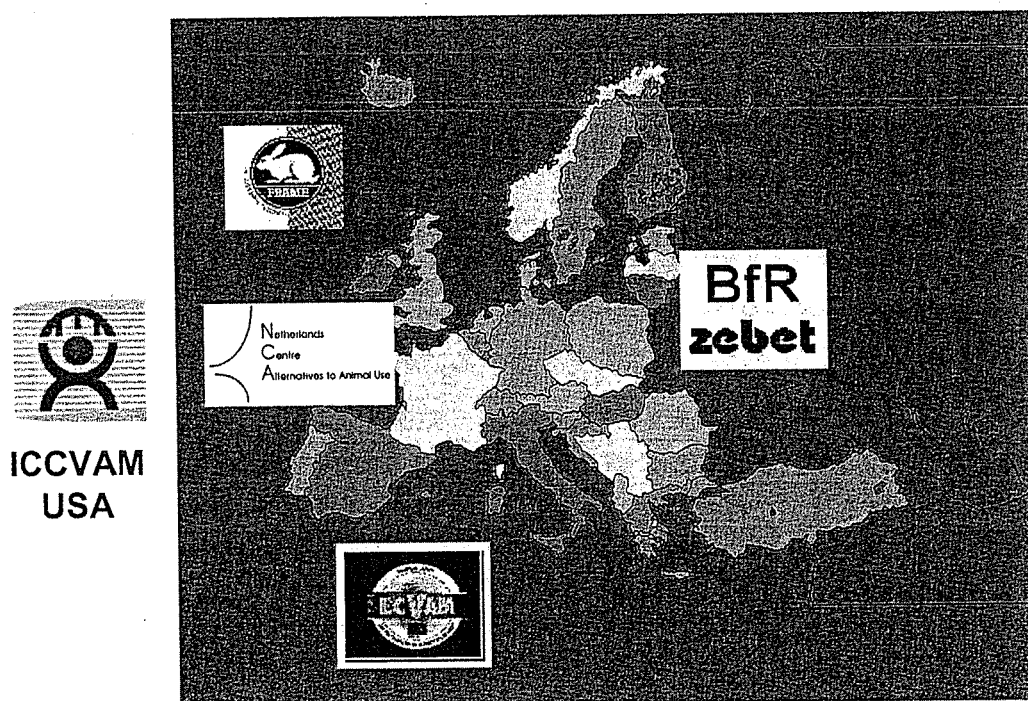 FRAME
BfR
zebet
Netherlands
Centre
Alternatives to Animal Use
ICCVAM
USA
ECVAM